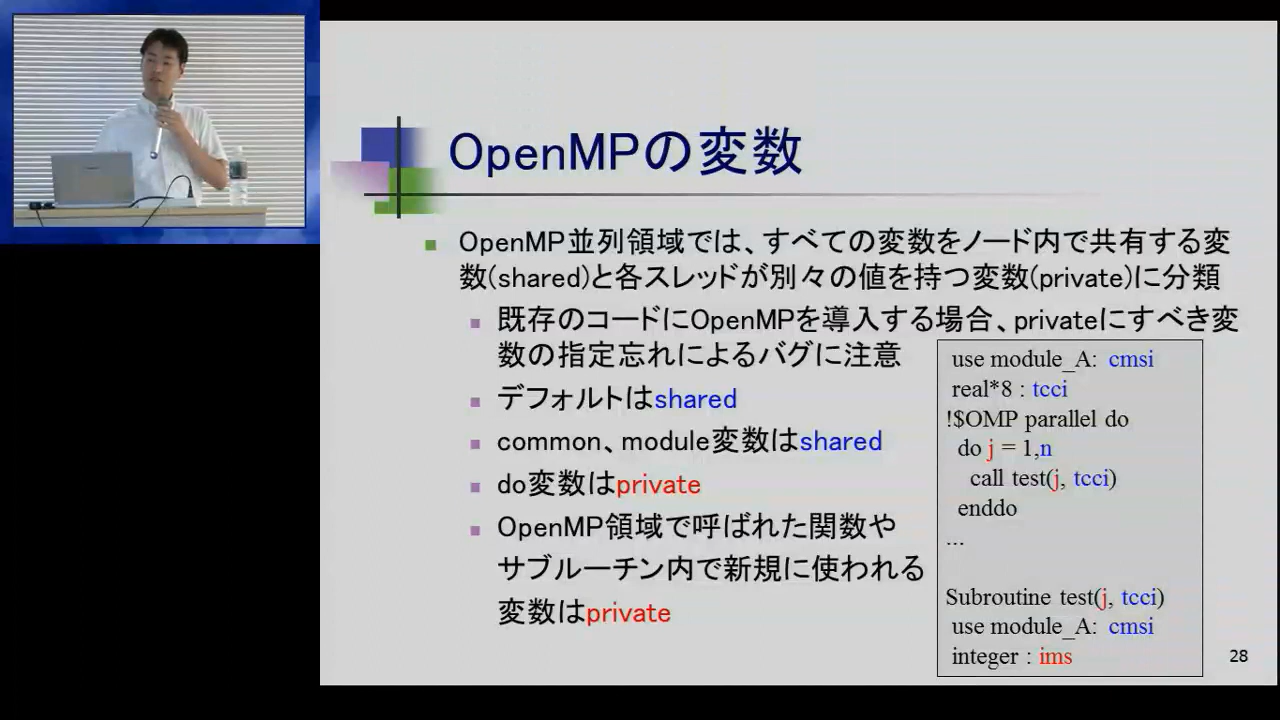 OpenMPの変数
OpenMP並列領域では、すべての変数をノード内で共有する変
数(shared)と各スレッドが別々の値を持つ変数(private)に分類
既存のコードにOpenMPを導入する場合、privateにすべき変
数の指定忘れによるバグに注意
デフォルトはshared
common、module変数はshared
do変数はprivate
OpenMP領域で呼ばれた関数や
サブルーチン内で新規に使われる
変数はprivate
use module_A: cmsi
real*8 : tcci
!$OMP parallel do
do j = 1,n
call test(j, tcci)
enddo
...
Subroutine test(j, tcci)
use module_A: cmsi
integer : ims
28